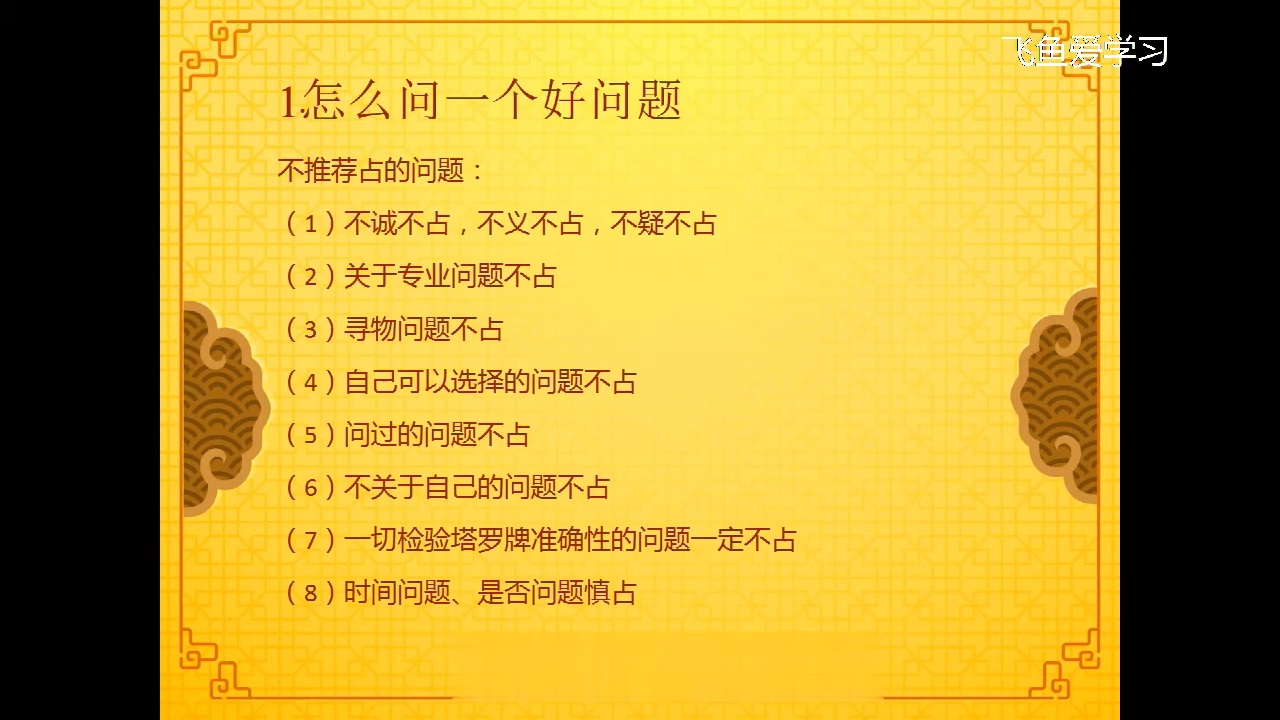 飞鱼爱学习
1.怎么问一个好问题
不推荐占的问题：
（1）不诚不占，不义不占，不疑不占
（2）关于专业问题不占
（3）寻物问题不占
（4）自己可以选择的问题不占
（5）问过的问题不占
（6）不关于自己的问题不占
（7）一切检验塔罗牌准确性的问题一定不占
（8）时间问题、是否问题慎占